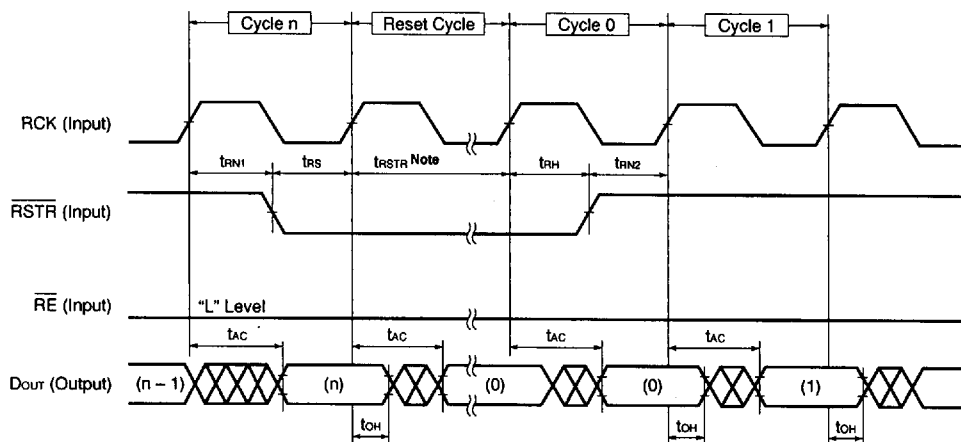 Cycle n Reset Cycle Cycle 0 Cycle 1
RCK (Input)
tRN1 tRS tRSTR Note tRH tRN2
RSTR (Input)
RE (Input) "L" Level
tAC tAC tAC tAC
DOUT (Output) (n – 1) (n) (0) (0) (1)
tOH tOH tOH